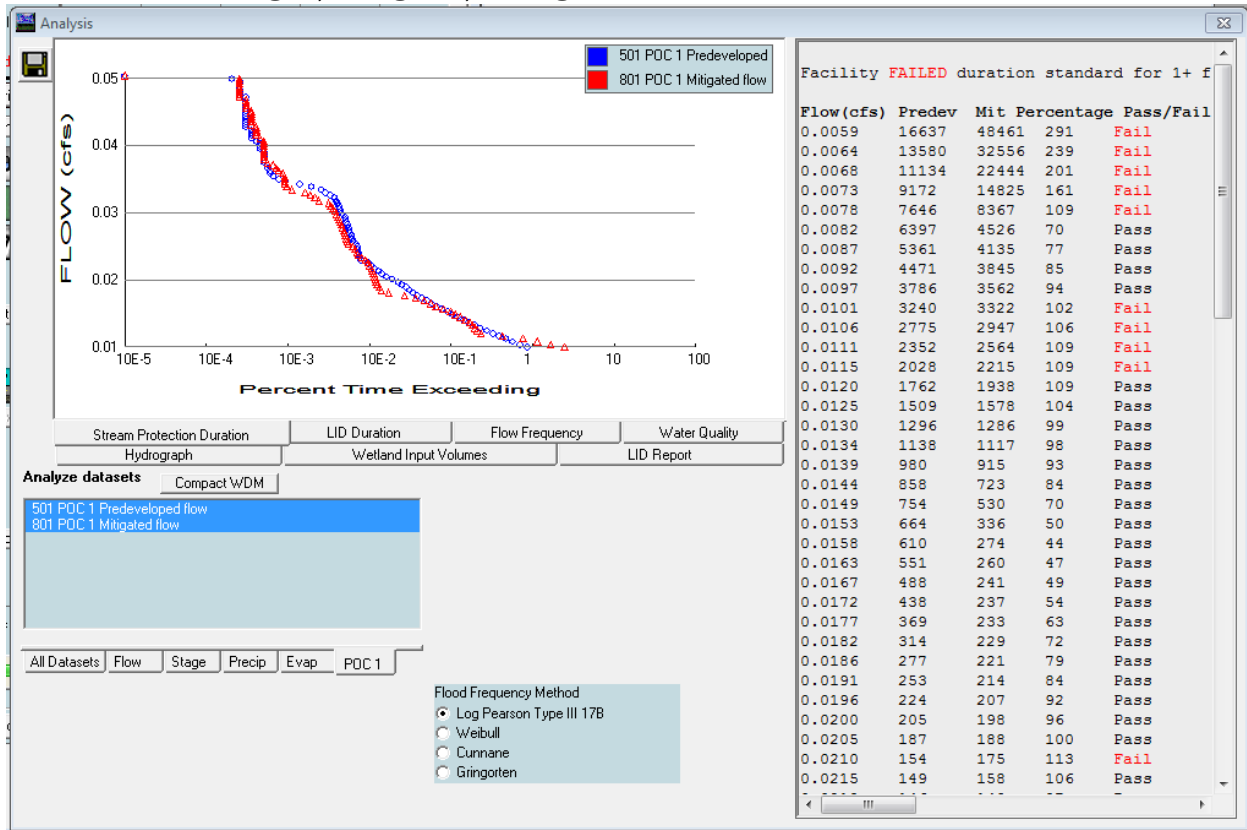 Analysis
501 POC 1 Predeveloped
801 POC 1 Mitigated flow
0.05
0.04
0.03
0.02
0.01
FLOW (cfs)
10E-5 10E-4 10E-3 10E-2 10E-1 1 10 100
Percent Time Exceeding
Stream Protection Duration LID Duration Flow Frequency Water Quality
Hydrograph Wetland Input Volumes LID Report
Analyze datasets Compact WDM
501 POC 1 Predeveloped flow
801 POC 1 Mitigated flow
All Datasets Flow Stage Precip Evap POC 1
Flood Frequency Method
Log Pearson Type III 17B
Weibull
Cunnane
Gringorten
Facility FAILED duration standard for 1+ f
Flow(cfs) Predev Mit Percentage Pass/Fail
0.0059 16637 48461 291 Fail
0.0064 13580 32556 239 Fail
0.0068 11134 22444 201 Fail
0.0073 9172 14825 161 Fail
0.0078 7646 8367 109 Fail
0.0082 6397 4526 70 Pass
0.0087 5361 4135 77 Pass
0.0092 4471 3845 85 Pass
0.0097 3786 3562 94 Pass
0.0101 3240 3322 102 Fail
0.0106 2775 2947 106 Fail
0.0111 2352 2564 109 Fail
0.0115 2028 2215 109 Fail
0.0120 1762 1938 109 Pass
0.0125 1509 1578 104 Pass
0.0130 1296 1286 99 Pass
0.0134 1138 1117 98 Pass
0.0139 980 915 93 Pass
0.0144 858 723 84 Pass
0.0149 754 530 70 Pass
0.0153 664 336 50 Pass
0.0158 610 274 44 Pass
0.0163 551 260 47 Pass
0.0167 488 241 49 Pass
0.0172 438 237 54 Pass
0.0177 369 233 63 Pass
0.0182 314 229 72 Pass
0.0186 277 221 79 Pass
0.0191 253 214 84 Pass
0.0196 224 207 92 Pass
0.0200 205 198 96 Pass
0.0205 187 188 100 Pass
0.0210 154 175 113 Fail
0.0215 149 158 106 Pass